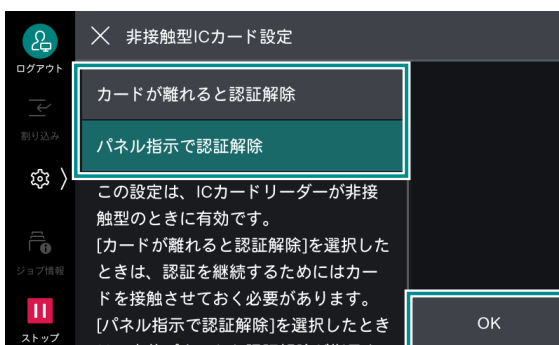 非接触型ICカード設定
ログアウト
カードが離れると認証解除
割り込み
パネル指示で認証解除
この設定は、ICカードリーダーが非接
触型のときに有効です。
[カードが離れると認証解除]を選択した
ときは、認証を継続するためにはカー
ドを接触させておく必要があります。
[パネル指示で認証解除]を選択したとき
ジョブ情報
ストップ
OK